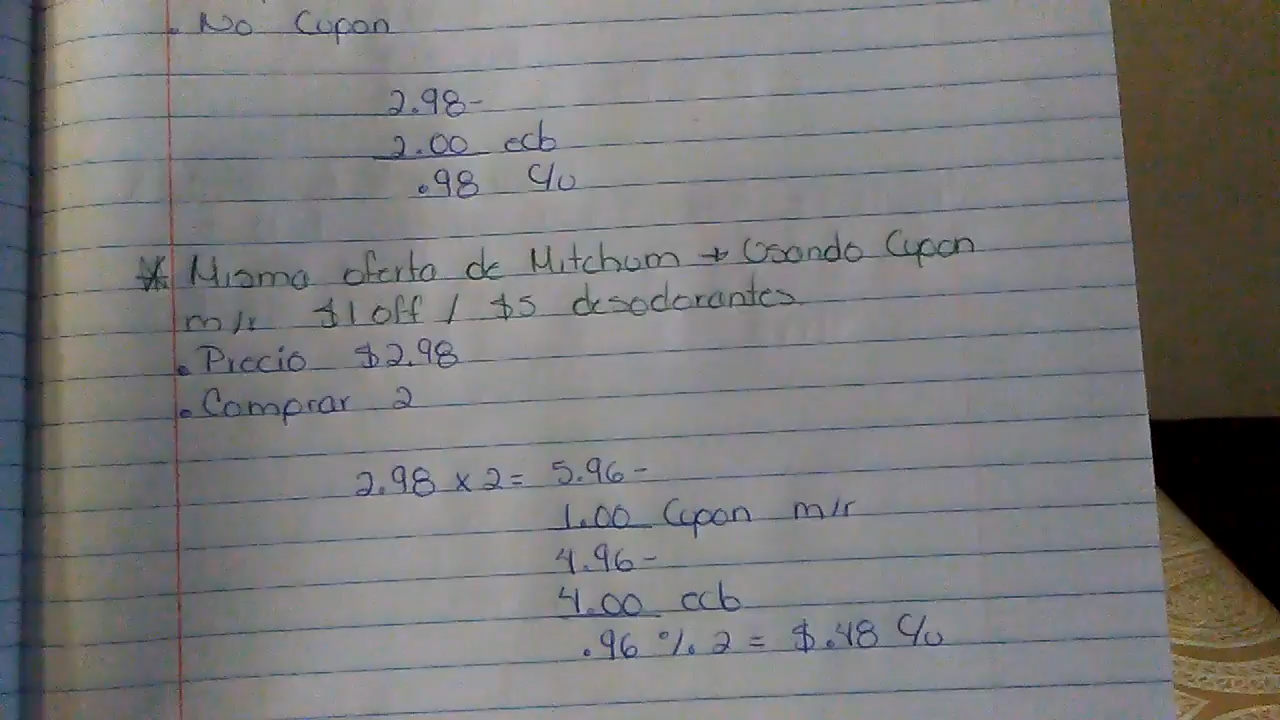 . No Cupon
2.98-
2.00 ecb
.98 c/u
* Misma oferta de Mitchum + Usando Cupon
m/r $1 off / $5 desodorantes
. Precio $2.98
. Comprar 2
2.98 x 2 = 5.96-
1.00 Cupon m/r
4.96-
4.00 ecb
.96 % 2 = $.48 c/u